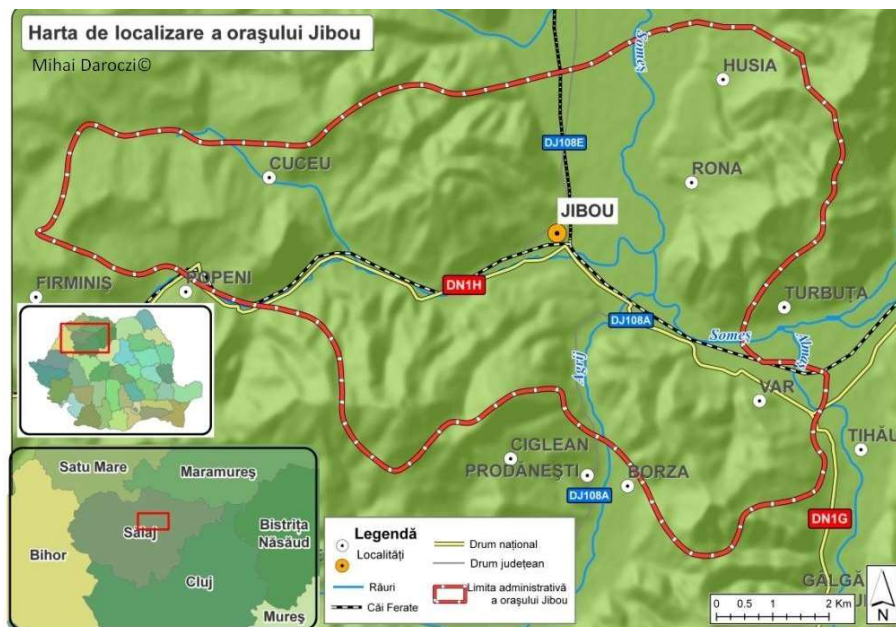 Harta de localizare a orașului Jibou
Mihai Daroczi©
Someș
HUSIA
DJ108E
CUCEU
RONA
JIBOU
FIRMINIȘ
POPENI
DN1H
TURBUȚA
DJ108A
Someș
Almaș
Agrij
VAR
CIGLEAN
PRODĂNEȘTI
BORZA
TIHĂU
DJ108A
DN1G
Satu Mare
Maramureș
Sălaj
Bistrița
Năsăud
Bihor
Cluj
Mureș
Legendă
Localități
Râuri
Căi Ferate
Drum național
Drum județean
Limita administrativă
a orașului Jibou
GÂLGĂ
0 0.5 1 2 Km
N